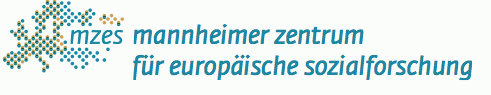 mzes mannheimer zentrum
für europäische sozialforschung